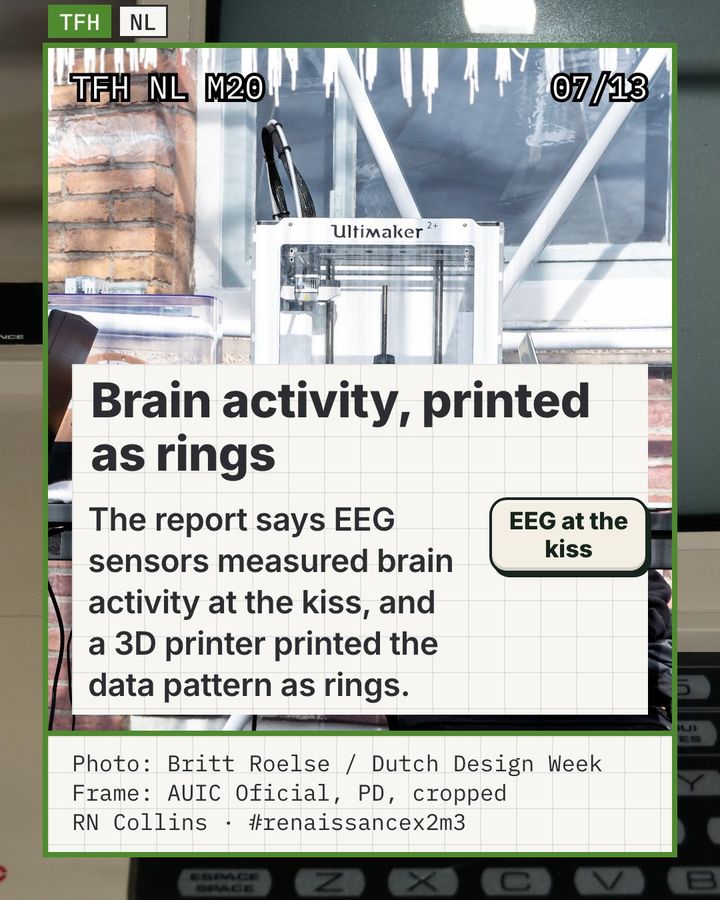 TFH NL
TFH NL M20 07/13
Ultimaker 2+
Brain activity, printed
as rings
The report says EEG
sensors measured brain
activity at the kiss, and
a 3D printer printed the
data pattern as rings.
EEG at the
kiss
Photo: Britt Roelse / Dutch Design Week
Frame: AUIC Oficial, PD, cropped
RN Collins · #renaissancex2m3
ESPACE
SPACE
Z X C V B